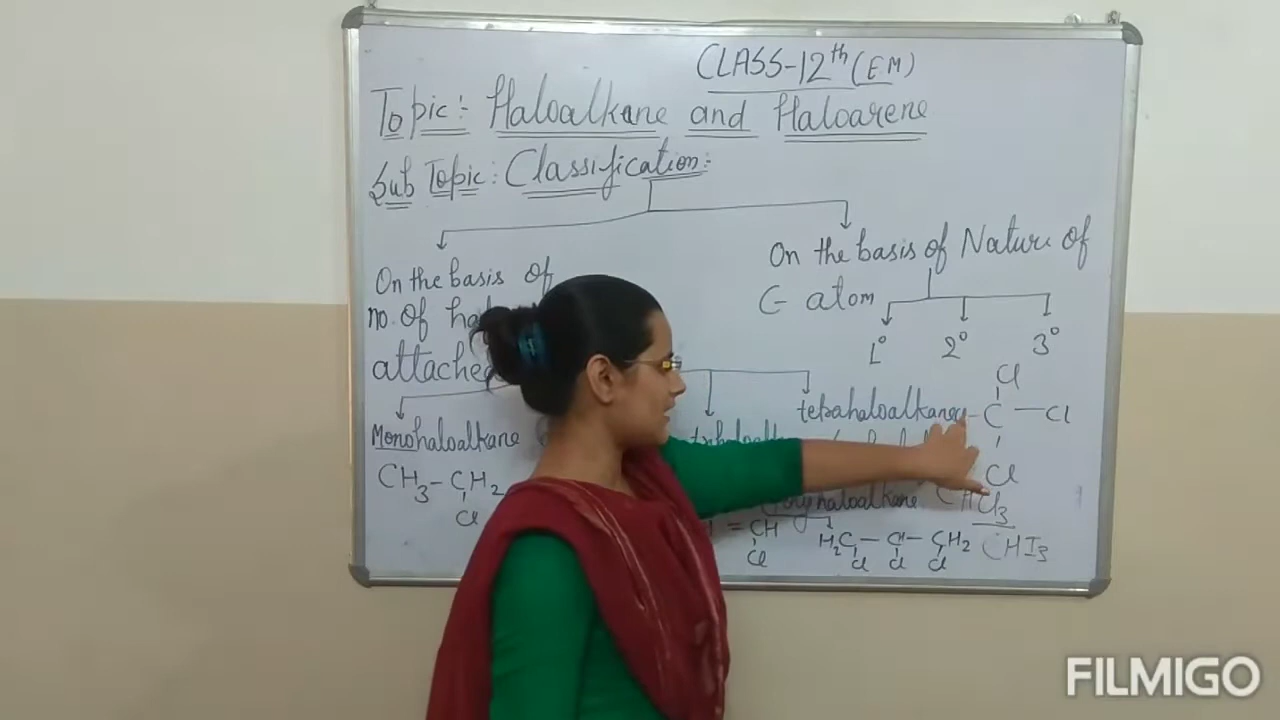 CLASS-12th (EM)
Topic:- Haloalkane and Haloarene
Sub Topic: Classification:-
On the basis of
no. of
attached
On the basis of Nature of
C- atom
1° 2° 3°
Monohaloalkane
CH3-CH2
Cl
tetrahaloalkane
Cl
C-Cl
Cl
haloalkane
=CH
Cl
H2C-CH-CH2
Cl Cl Cl
CHCl3
CHI3
FILMIGO